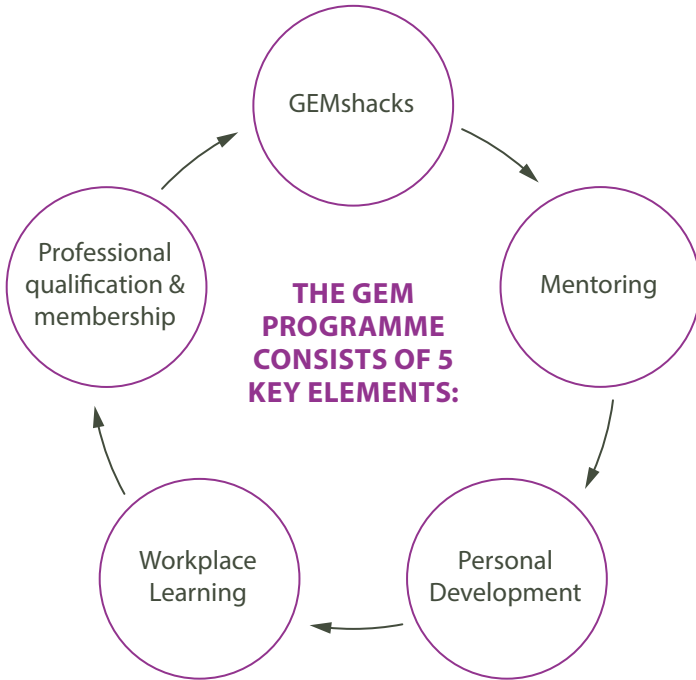 GEMshacks
Mentoring
Personal
Development
Workplace
Learning
Professional
qualification &
membership
THE GEM
PROGRAMME
CONSISTS OF 5
KEY ELEMENTS: